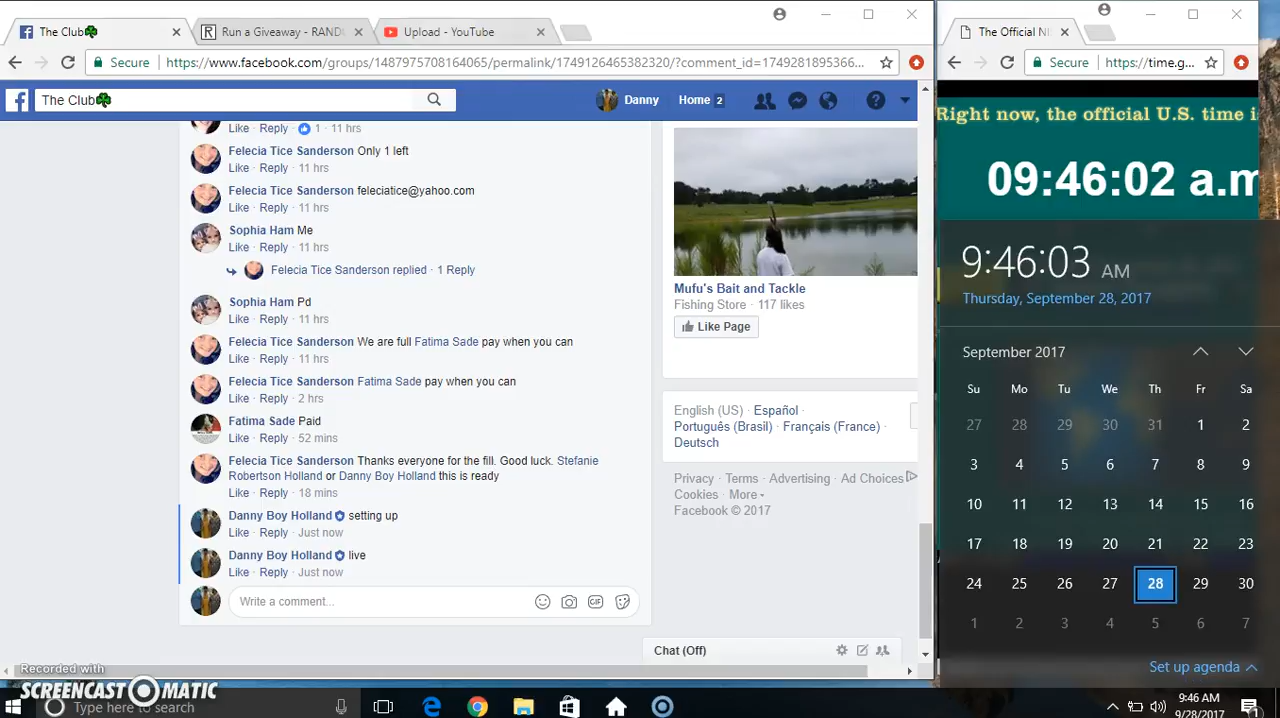 The Club
Run a Giveaway - RAND
Upload - YouTube
Secure
https://www.facebook.com/groups/1487975708164065/permalink/1749126465382320/?comment_id=1749281895366...
The Club
Danny
Home 2
Like · Reply · 1 · 11 hrs
Felecia Tice Sanderson Only 1 left
Like · Reply · 11 hrs
Felecia Tice Sanderson feleciatice@yahoo.com
Like · Reply · 11 hrs
Sophia Ham Me
Like · Reply · 11 hrs
Felecia Tice Sanderson replied · 1 Reply
Sophia Ham Pd
Like · Reply · 11 hrs
Felecia Tice Sanderson We are full Fatima Sade pay when you can
Like · Reply · 11 hrs
Felecia Tice Sanderson Fatima Sade pay when you can
Like · Reply · 2 hrs
Fatima Sade Paid
Like · Reply · 52 mins
Felecia Tice Sanderson Thanks everyone for the fill. Good luck. Stefanie
Robertson Holland or Danny Boy Holland this is ready
Like · Reply · 18 mins
Danny Boy Holland setting up
Like · Reply · Just now
Danny Boy Holland live
Like · Reply · Just now
Write a comment...
GIF
Mufu's Bait and Tackle
Fishing Store · 117 likes
Like Page
English (US) · Español ·
Português (Brasil) · Français (France) ·
Deutsch
Privacy · Terms · Advertising · Ad Choices
Cookies · More
Facebook © 2017
Chat (Off)
The Official NI
Secure
https://time.g...
Right now, the official U.S. time i
09:46:02 a.m
9:46:03 AM
Thursday, September 28, 2017
September 2017
Su Mo Tu We Th Fr Sa
27 28 29 30 31 1 2
3 4 5 6 7 8 9
10 11 12 13 14 15 16
17 18 19 20 21 22 23
24 25 26 27 28 29 30
1 2 3 4 5 6 7
Set up agenda
Recorded with
SCREENCAST-O-MATIC
Type here to search
9:46 AM
9/28/2017
1